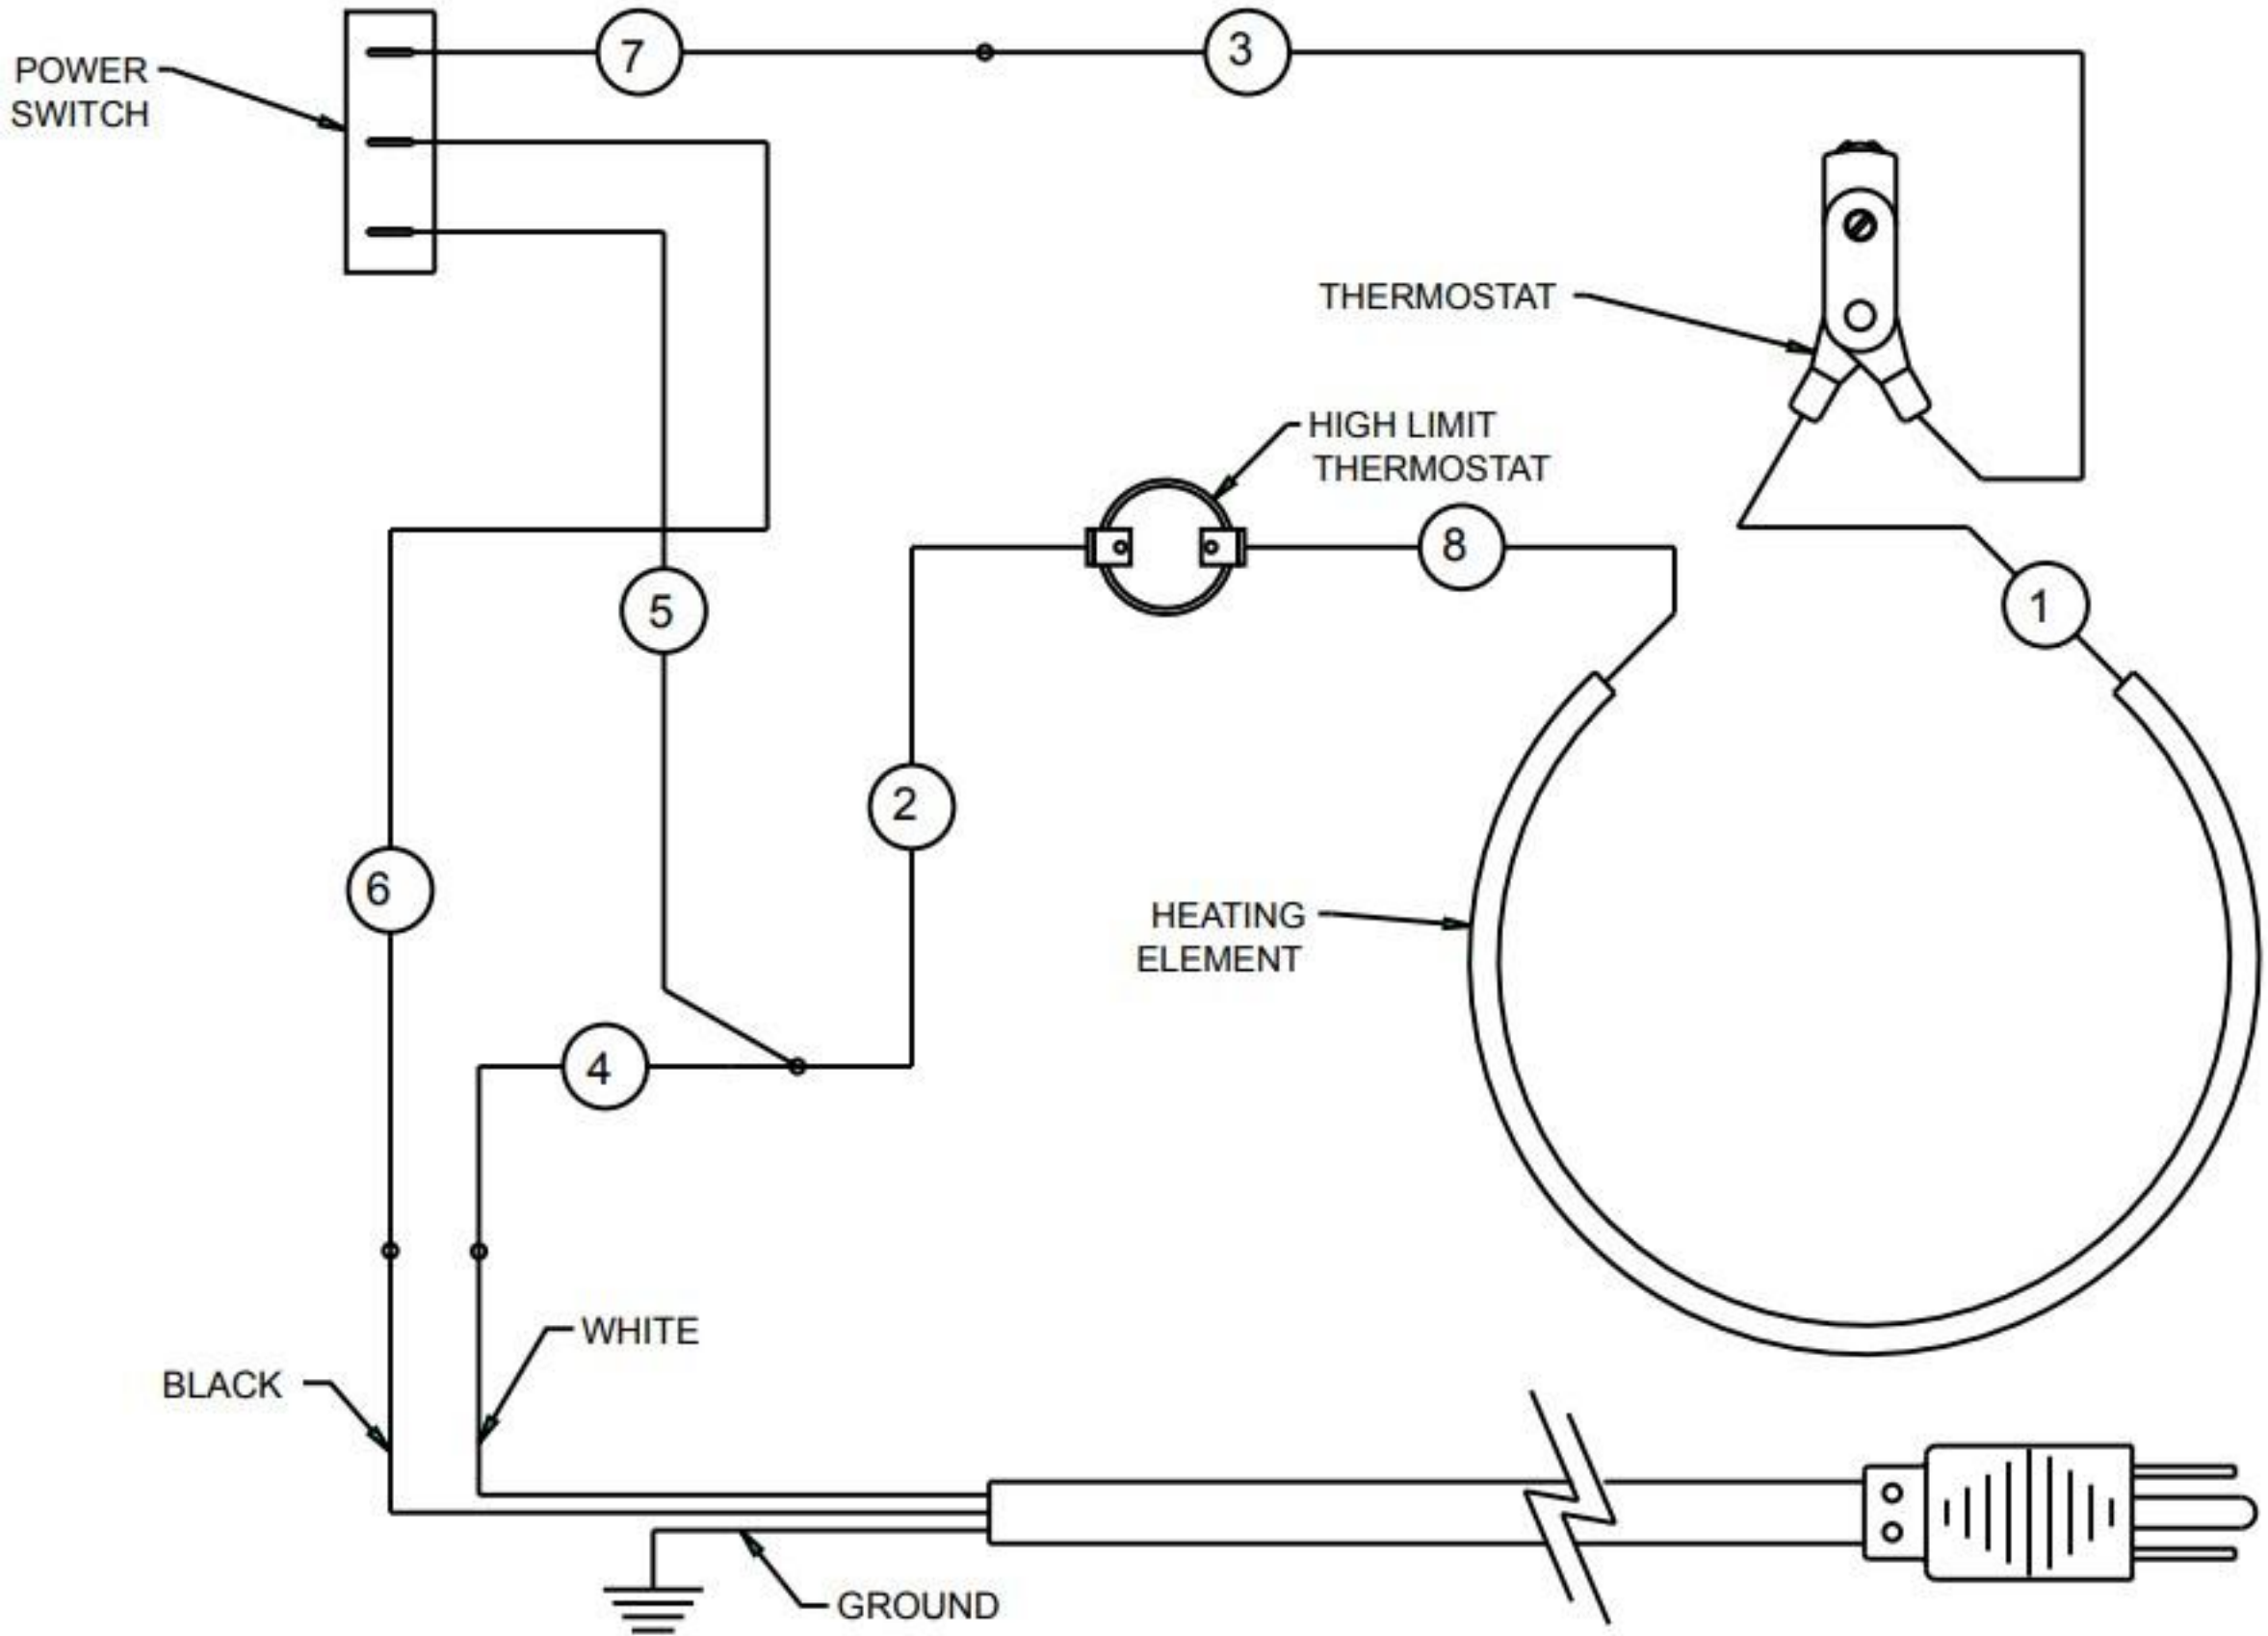 7
3
POWER
SWITCH
THERMOSTAT
HIGH LIMIT
THERMOSTAT
8
5
1
2
6
HEATING
ELEMENT
4
WHITE
BLACK
GROUND